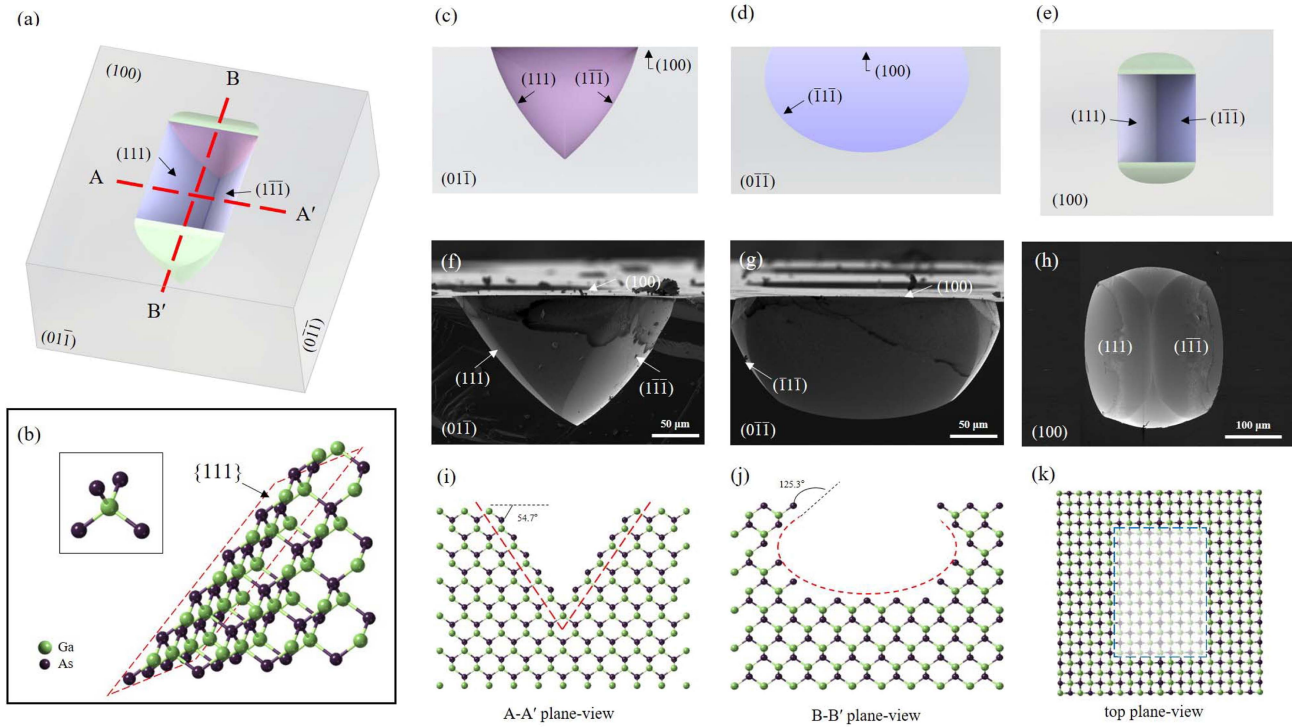 (a)
(100)
B
(111)
(11̅1̅)
A
A′
B′
(011̅)
(01̅1̅)
(b)
{111}
Ga
As
(c)
(100)
(111)
(11̅1̅)
(011̅)
(d)
(100)
(1̅11̅)
(01̅1̅)
(e)
(111)
(11̅1̅)
(100)
(f)
(100)
(111)
(11̅1̅)
(011̅)
50 μm
(g)
(100)
(1̅11̅)
(01̅1̅)
50 μm
(h)
(111)
(11̅1̅)
(100)
100 μm
(i)
54.7°
A-A′ plane-view
(j)
125.3°
B-B′ plane-view
(k)
top plane-view